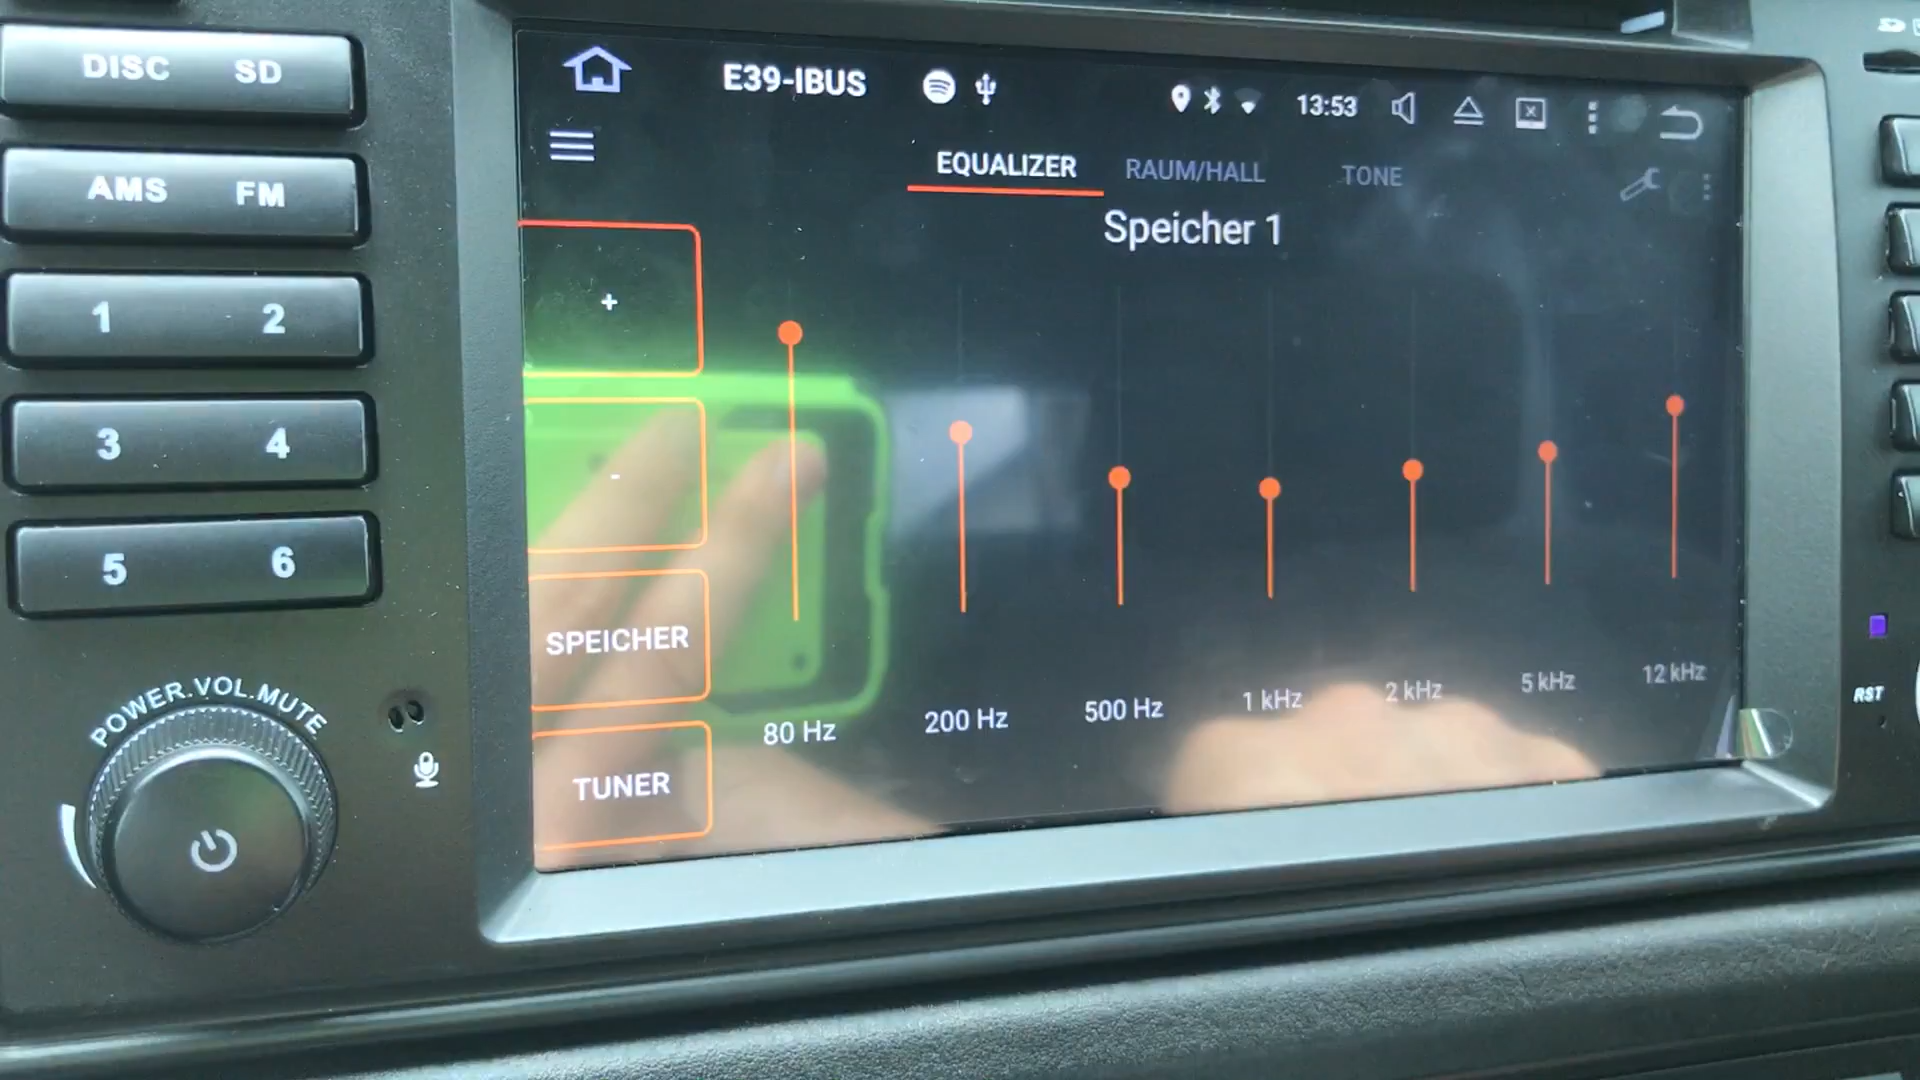 DISC SD
AMS FM
1 2
3 4
5 6
POWER.VOL.MUTE
E39-IBUS
13:53
EQUALIZER RAUM/HALL TONE
Speicher 1
+
-
SPEICHER
TUNER
80 Hz 200 Hz 500 Hz 1 kHz 2 kHz 5 kHz 12 kHz
RST